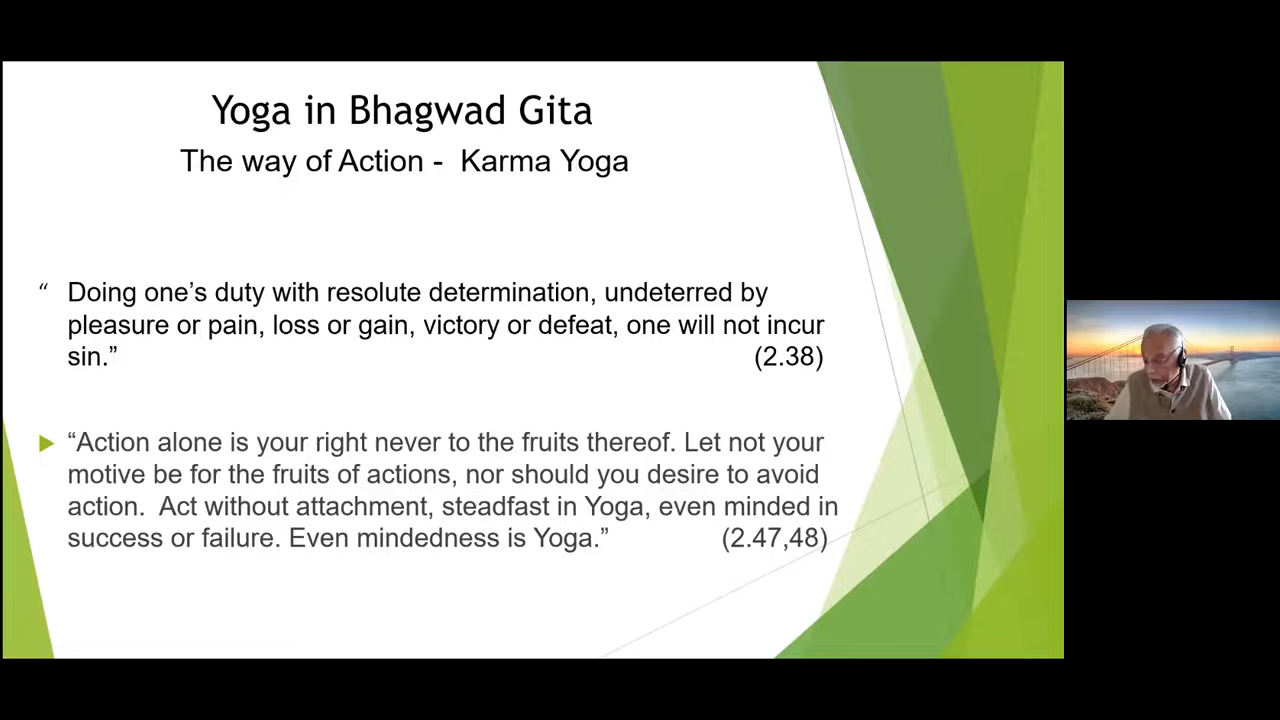 Yoga in Bhagwad Gita
The way of Action - Karma Yoga
“ Doing one’s duty with resolute determination, undeterred by
pleasure or pain, loss or gain, victory or defeat, one will not incur
sin.” (2.38)
“Action alone is your right never to the fruits thereof. Let not your
motive be for the fruits of actions, nor should you desire to avoid
action. Act without attachment, steadfast in Yoga, even minded in
success or failure. Even mindedness is Yoga.” (2.47,48)